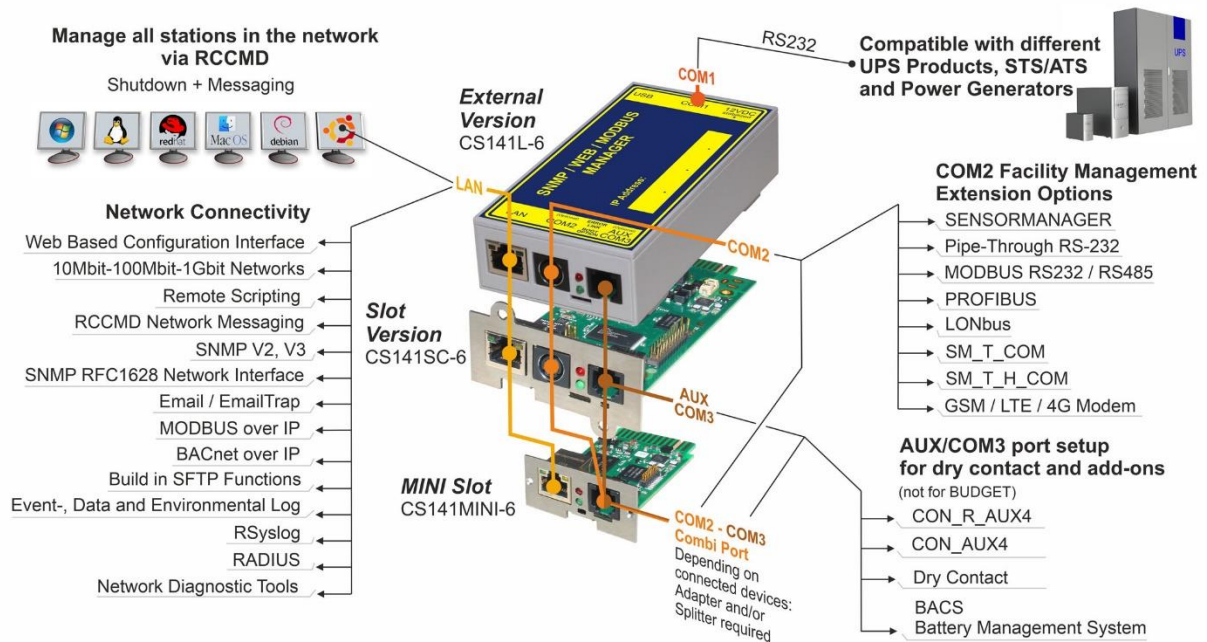 Manage all stations in the network
via RCCMD
Shutdown + Messaging
redhat
Mac OS
debian
RS232
COM1
Compatible with different
UPS Products, STS/ATS
and Power Generators
UPS
External
Version
CS141L-6
USB
COM1
12VDC
SNMP / WEB / MODBUS
MANAGER
IP Address:
LAN
COM2
AUX
COM3
LAN
COM2
Network Connectivity
Web Based Configuration Interface
10Mbit-100Mbit-1Gbit Networks
Remote Scripting
RCCMD Network Messaging
SNMP V2, V3
SNMP RFC1628 Network Interface
Email / EmailTrap
MODBUS over IP
BACnet over IP
Build in SFTP Functions
Event-, Data and Environmental Log
RSyslog
RADIUS
Network Diagnostic Tools
Slot
Version
CS141SC-6
AUX
COM3
MINI Slot
CS141MINI-6
COM2 - COM3
Combi Port
Depending on
connected devices:
Adapter and/or
Splitter required
COM2 Facility Management
Extension Options
SENSORMANAGER
Pipe-Through RS-232
MODBUS RS232 / RS485
PROFIBUS
LONbus
SM_T_COM
SM_T_H_COM
GSM / LTE / 4G Modem
AUX/COM3 port setup
for dry contact and add-ons
(not for BUDGET)
CON_R_AUX4
CON_AUX4
Dry Contact
BACS
Battery Management System